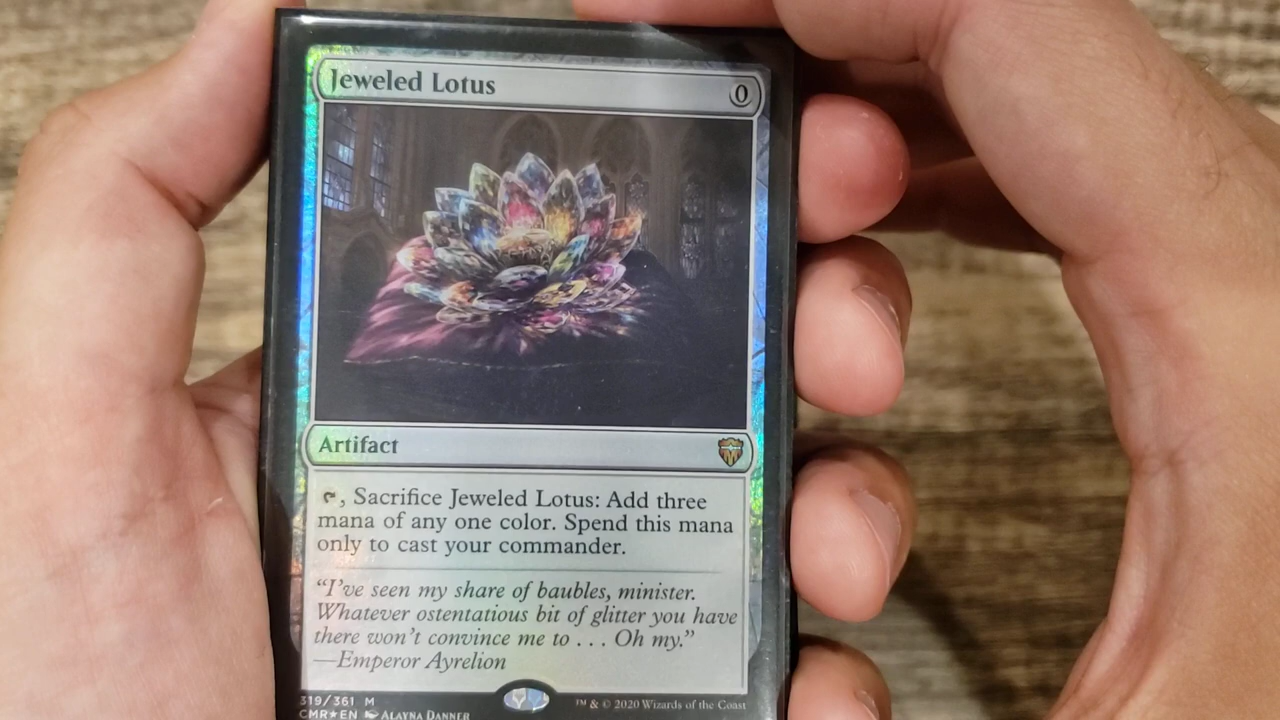 Jeweled Lotus 0
Artifact
, Sacrifice Jeweled Lotus: Add three
mana of any one color. Spend this mana
only to cast your commander.
“I’ve seen my share of baubles, minister.
Whatever ostentatious bit of glitter you have
there won’t convince me to . . . Oh my.”
—Emperor Ayrelion
319/361 M
CMR★EN ALAYNA DANNER
™ & © 2020 Wizards of the Coast